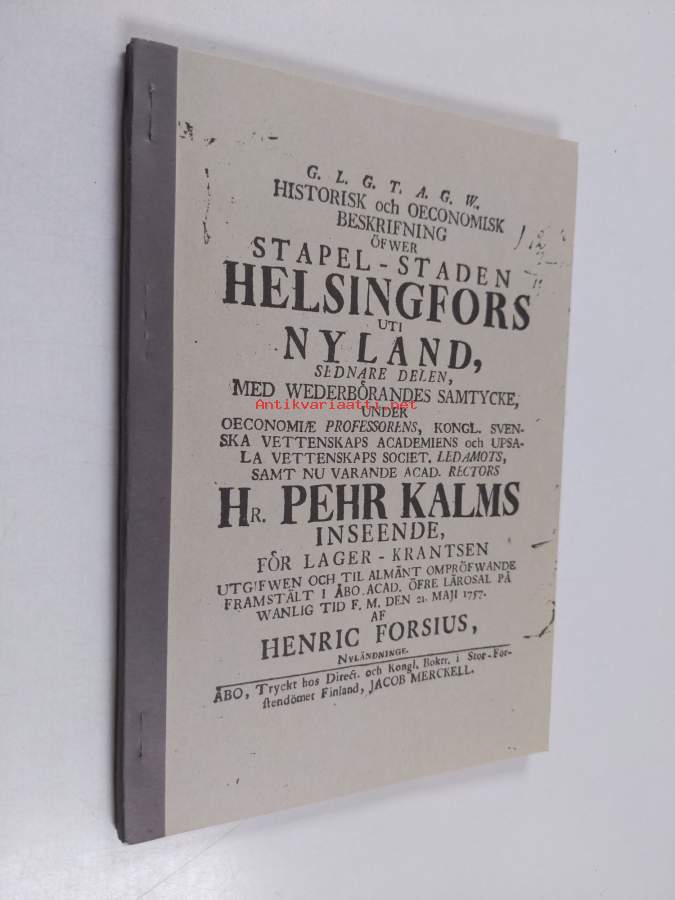 G. L. G. T. A. G. W.
HISTORISK och OECONOMISK
BESKRIFNING
ÖFWER
STAPEL-STADEN
HELSINGFORS
UTI
NYLAND,
SEDNARE DELEN,
MED WEDERBÖRANDES SAMTYCKE,
Antikvariaatti.net
UNDER
OECONOMIÆ PROFESSORENS, KONGL. SVEN-
SKA VETTENSKAPS ACADEMIENS och UPSA-
LA VETTENSKAPS SOCIET. LEDAMOTS,
SAMT NU VARANDE ACAD. RECTORS
HR. PEHR KALMS
INSEENDE,
FÖR LAGER-KRANTSEN
UTGIFWEN OCH TIL ALMÄNT OMPRÖFWANDE
FRAMSTÄLT I ÅBO ACAD. ÖFRE LÄROSAL PÅ
WANLIG TID F. M. DEN 21. MAJI 1757.
AF
HENRIC FORSIUS,
NYLÄNDNINGE.
ÅBO, Tryckt hos Direct. och Kongl. Boktr. i Stor-För-
stendömet Finland, JACOB MERCKELL.